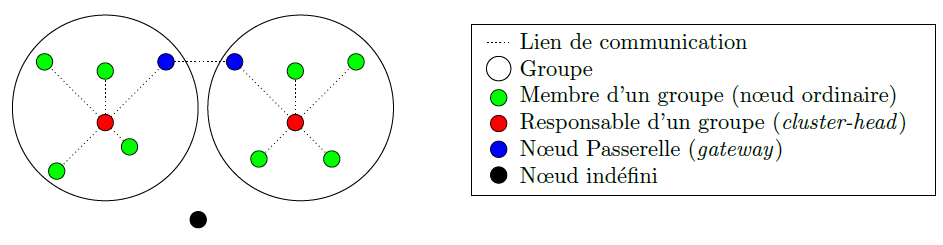 Lien de communication
Groupe
Membre d'un groupe (nœud ordinaire)
Responsable d'un groupe (cluster-head)
Nœud Passerelle (gateway)
Nœud indéfini